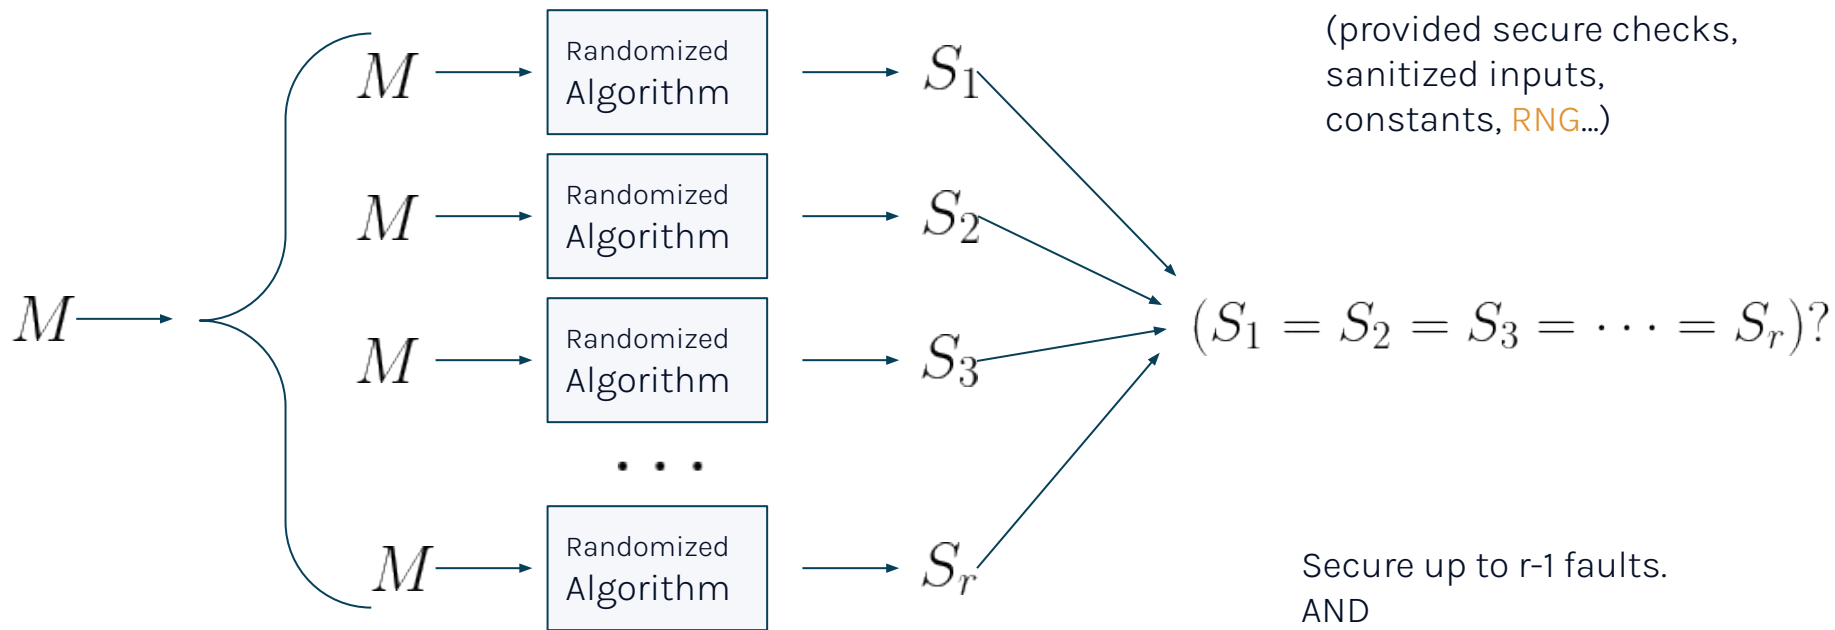 (provided secure checks,
sanitized inputs,
constants, RNG...)
M
Randomized
Algorithm
S₁
M
Randomized
Algorithm
S₂
M
(S₁ = S₂ = S₃ = ⋯ = Sᵣ)?
M
Randomized
Algorithm
S₃
...
M
Randomized
Algorithm
Sᵣ
Secure up to r-1 faults.
AND